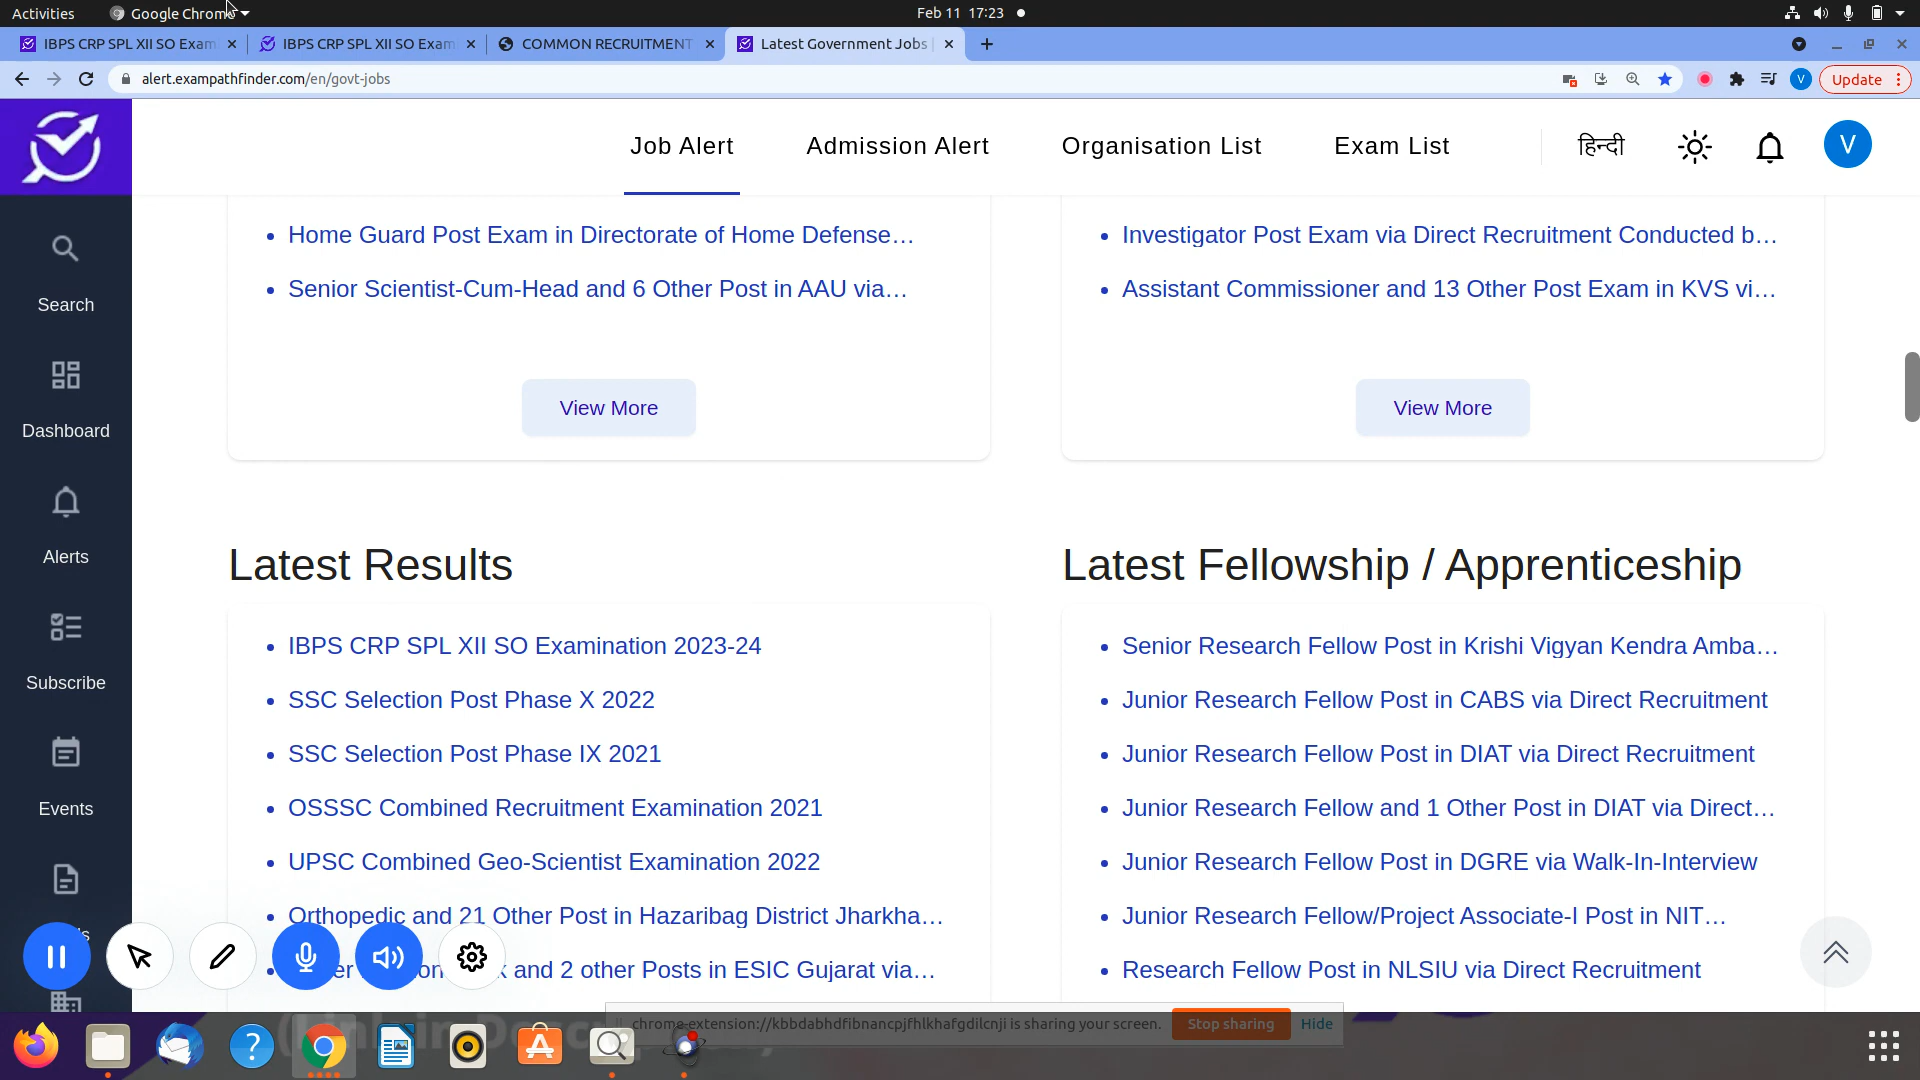 Activities
Google Chrome
Feb 11 17:23
IBPS CRP SPL XII SO Exam
IBPS CRP SPL XII SO Exam
COMMON RECRUITMENT
Latest Government Jobs
alert.exampathfinder.com/en/govt-jobs
V
Update
Job Alert
Admission Alert
Organisation List
Exam List
हिन्दी
V
Search
Dashboard
Alerts
Subscribe
Events
Home Guard Post Exam in Directorate of Home Defense…
Senior Scientist-Cum-Head and 6 Other Post in AAU via…
View More
Investigator Post Exam via Direct Recruitment Conducted b…
Assistant Commissioner and 13 Other Post Exam in KVS vi…
View More
Latest Results
IBPS CRP SPL XII SO Examination 2023-24
SSC Selection Post Phase X 2022
SSC Selection Post Phase IX 2021
OSSSC Combined Recruitment Examination 2021
UPSC Combined Geo-Scientist Examination 2022
Orthopedic and 21 Other Post in Hazaribag District Jharkha…
and 2 other Posts in ESIC Gujarat via…
Latest Fellowship / Apprenticeship
Senior Research Fellow Post in Krishi Vigyan Kendra Amba…
Junior Research Fellow Post in CABS via Direct Recruitment
Junior Research Fellow Post in DIAT via Direct Recruitment
Junior Research Fellow and 1 Other Post in DIAT via Direct…
Junior Research Fellow Post in DGRE via Walk-In-Interview
Junior Research Fellow/Project Associate-I Post in NIT…
Research Fellow Post in NLSIU via Direct Recruitment
chrome-extension://kbbdabhdfibnancpjfhlkhafgdilcnji is sharing your screen.
Stop sharing
Hide